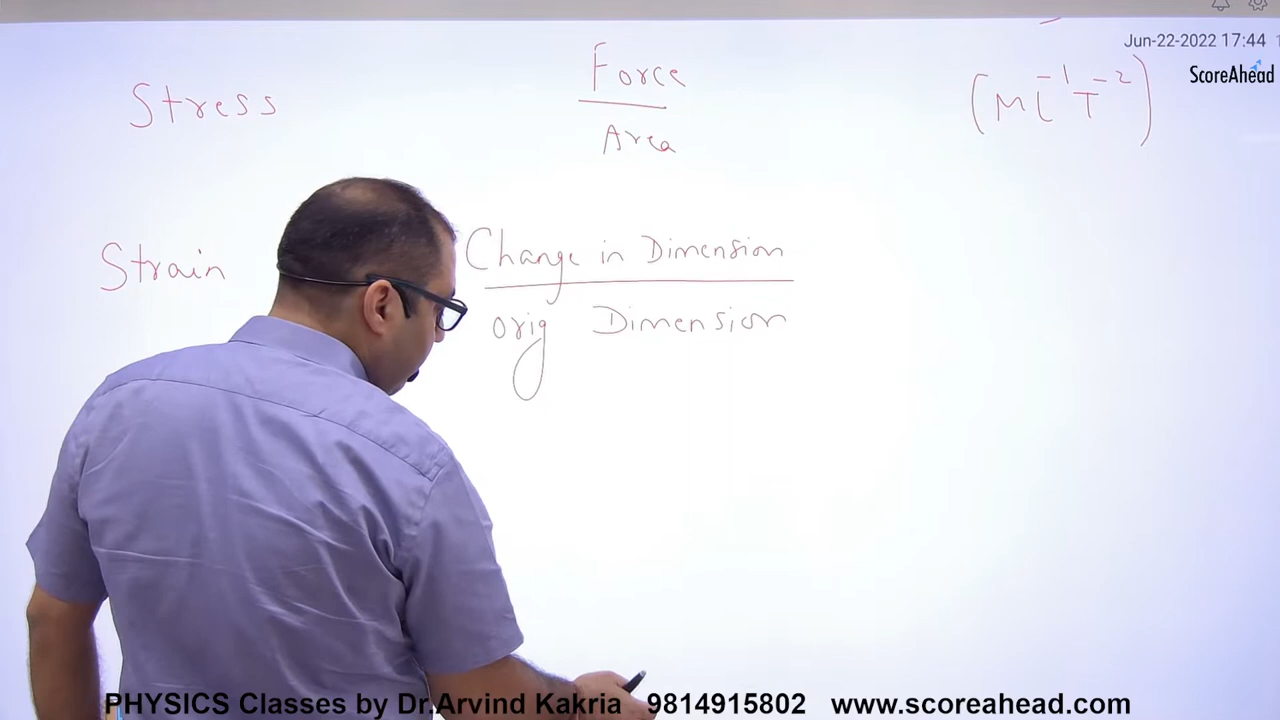 Jun-22-2022 17:44
ScoreAhead
Stress Force / Area (ML⁻¹T⁻²)
Strain Change in Dimension / orig Dimension
PHYSICS Classes by Dr.Arvind Kakria 9814915802 www.scoreahead.com